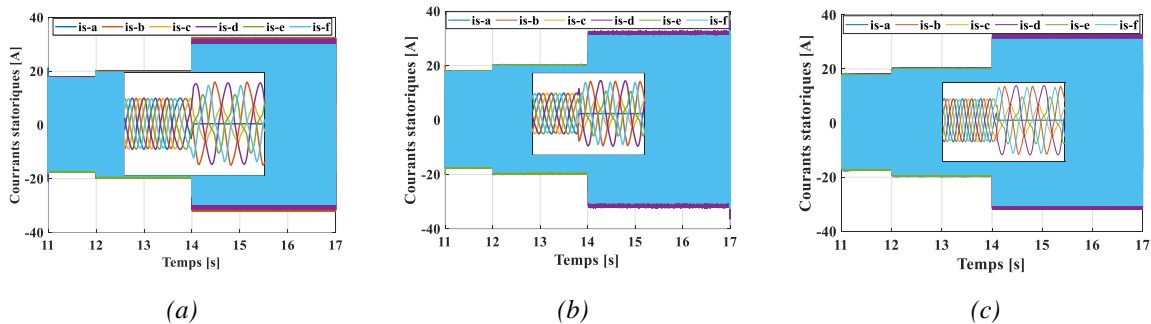 is-a is-b is-c is-d is-e is-f
Courants statoriques [A]
40
20
0
-20
-40
11 12 13 14 15 16 17
Temps [s]
(a)
is-a is-b is-c is-d is-e is-f
Courants statoriques [A]
40
20
0
-20
-40
11 12 13 14 15 16 17
Temps [s]
(b)
is-a is-b is-c is-d is-e is-f
Courants statoriques [A]
40
20
0
-20
-40
11 12 13 14 15 16 17
Temps [s]
(c)